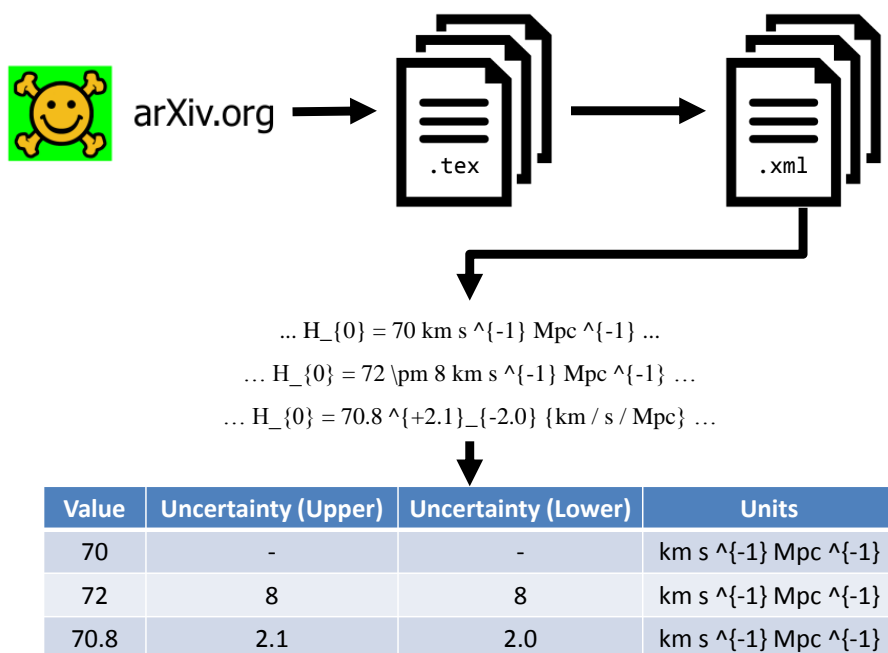 arXiv.org
.tex
.xml
... H_{0} = 70 km s ^{-1} Mpc ^{-1} ...
… H_{0} = 72 \pm 8 km s ^{-1} Mpc ^{-1} …
… H_{0} = 70.8 ^{+2.1}_{-2.0} {km / s / Mpc} …
Value Uncertainty (Upper) Uncertainty (Lower) Units
70 - - km s ^{-1} Mpc ^{-1}
72 8 8 km s ^{-1} Mpc ^{-1}
70.8 2.1 2.0 km s ^{-1} Mpc ^{-1}